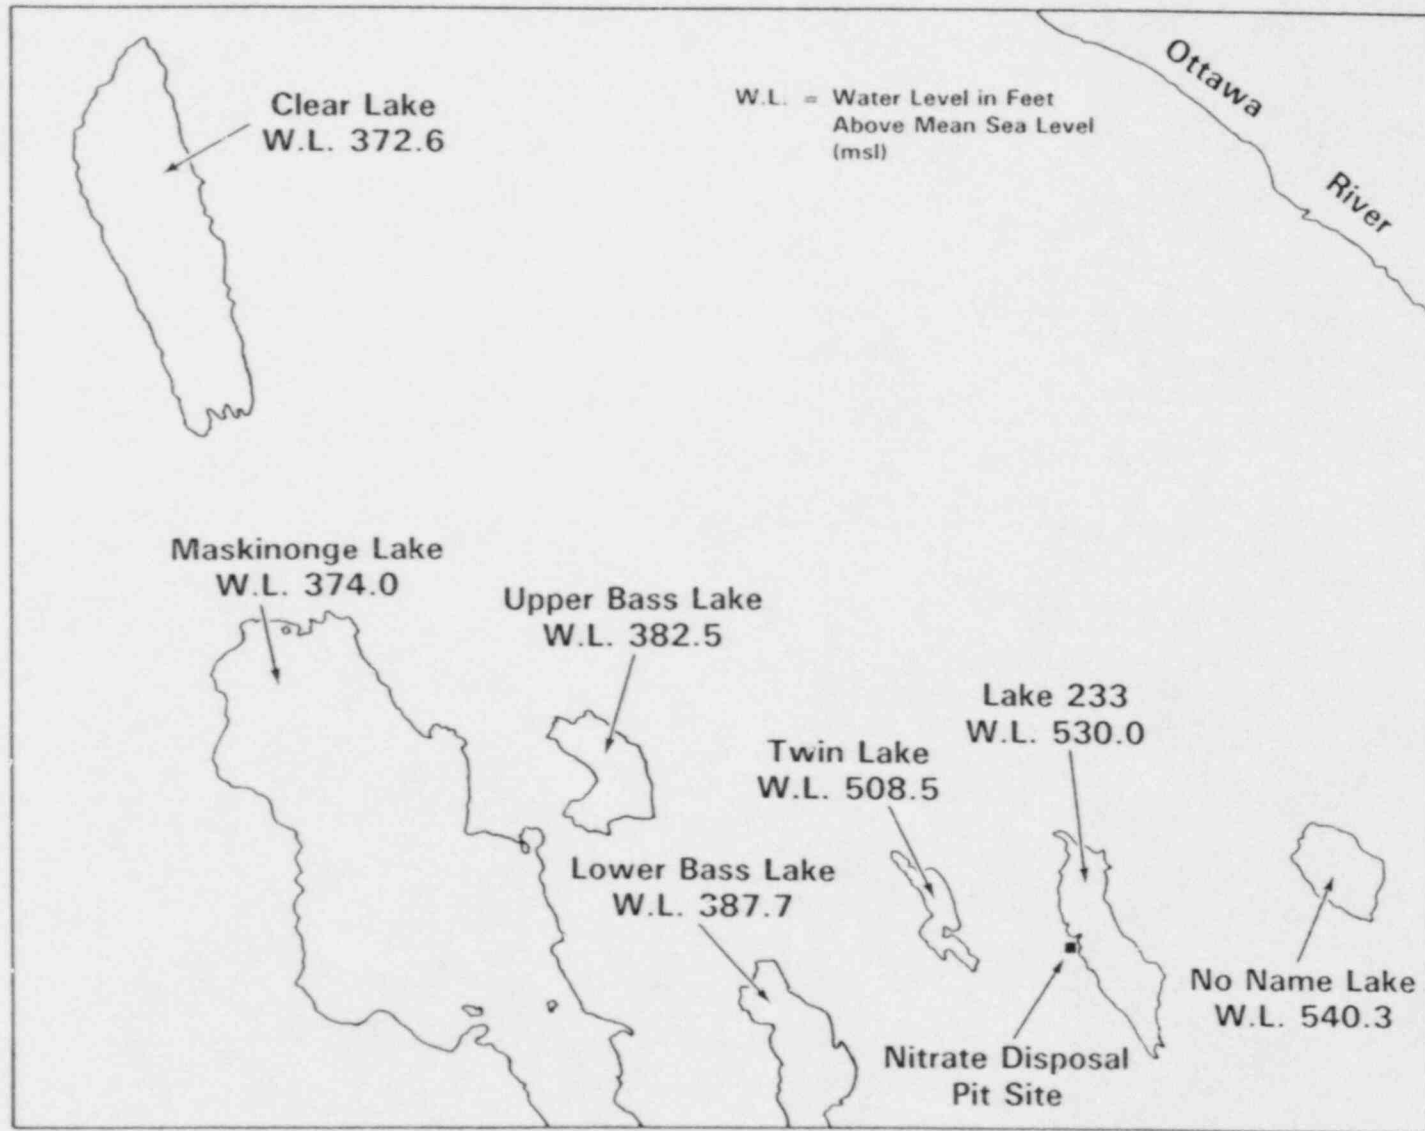 Ottawa
River
W.L. = Water Level in Feet
Above Mean Sea Level
(msl)
Clear Lake
W.L. 372.6
Maskinonge Lake
W.L. 374.0
Upper Bass Lake
W.L. 382.5
Lake 233
W.L. 530.0
Twin Lake
W.L. 508.5
Lower Bass Lake
W.L. 387.7
No Name Lake
W.L. 540.3
Nitrate Disposal
Pit Site